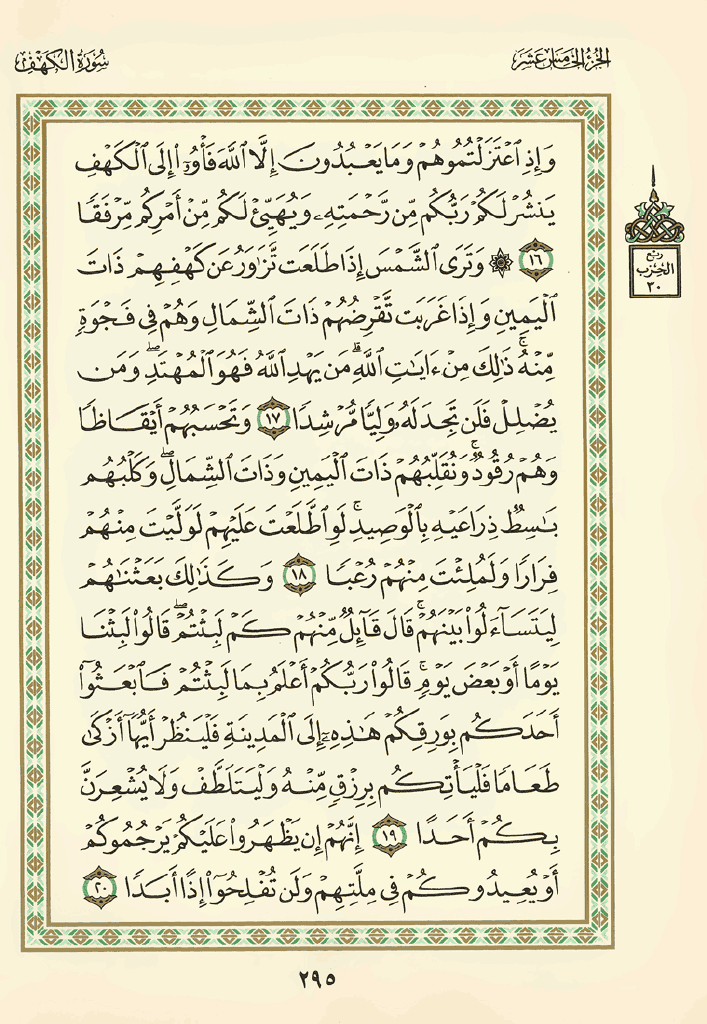 الجزء الخامس عشر
سورة الكهف
وَإِذِ ٱعْتَزَلْتُمُوهُمْ وَمَا يَعْبُدُونَ إِلَّا ٱللَّهَ فَأْوُۥٓا۟ إِلَى ٱلْكَهْفِ
يَنشُرْ لَكُمْ رَبُّكُم مِّن رَّحْمَتِهِۦ وَيُهَيِّئْ لَكُم مِّنْ أَمْرِكُم مِّرْفَقًا
١٦ ۞ وَتَرَى ٱلشَّمْسَ إِذَا طَلَعَت تَّزَٰوَرُ عَن كَهْفِهِمْ ذَاتَ
ٱلْيَمِينِ وَإِذَا غَرَبَت تَّقْرِضُهُمْ ذَاتَ ٱلشِّمَالِ وَهُمْ فِى فَجْوَةٍ
مِّنْهُ ۚ ذَٰلِكَ مِنْ ءَايَٰتِ ٱللَّهِ ۗ مَن يَهْدِ ٱللَّهُ فَهُوَ ٱلْمُهْتَدِ ۖ وَمَن
يُضْلِلْ فَلَن تَجِدَ لَهُۥ وَلِيًّا مُّرْشِدًا ١٧ وَتَحْسَبُهُمْ أَيْقَاظًا
وَهُمْ رُقُودٌ ۚ وَنُقَلِّبُهُمْ ذَاتَ ٱلْيَمِينِ وَذَاتَ ٱلشِّمَالِ ۖ وَكَلْبُهُم
بَٰسِطٌ ذِرَاعَيْهِ بِٱلْوَصِيدِ ۚ لَوِ ٱطَّلَعْتَ عَلَيْهِمْ لَوَلَّيْتَ مِنْهُمْ
فِرَارًا وَلَمُلِئْتَ مِنْهُمْ رُعْبًا ١٨ وَكَذَٰلِكَ بَعَثْنَٰهُمْ
لِيَتَسَآءَلُوا۟ بَيْنَهُمْ ۚ قَالَ قَآئِلٌ مِّنْهُمْ كَمْ لَبِثْتُمْ ۖ قَالُوا۟ لَبِثْنَا
يَوْمًا أَوْ بَعْضَ يَوْمٍ ۚ قَالُوا۟ رَبُّكُمْ أَعْلَمُ بِمَا لَبِثْتُمْ فَٱبْعَثُوٓا۟
أَحَدَكُم بِوَرِقِكُمْ هَٰذِهِۦٓ إِلَى ٱلْمَدِينَةِ فَلْيَنظُرْ أَيُّهَآ أَزْكَىٰ
طَعَامًا فَلْيَأْتِكُم بِرِزْقٍ مِّنْهُ وَلْيَتَلَطَّفْ وَلَا يُشْعِرَنَّ
بِكُمْ أَحَدًا ١٩ إِنَّهُمْ إِن يَظْهَرُوا۟ عَلَيْكُمْ يَرْجُمُوكُمْ
أَوْ يُعِيدُوكُمْ فِى مِلَّتِهِمْ وَلَن تُفْلِحُوٓا۟ إِذًا أَبَدًا ٢٠
ربع
الحزب
٣٠
٢٩٥